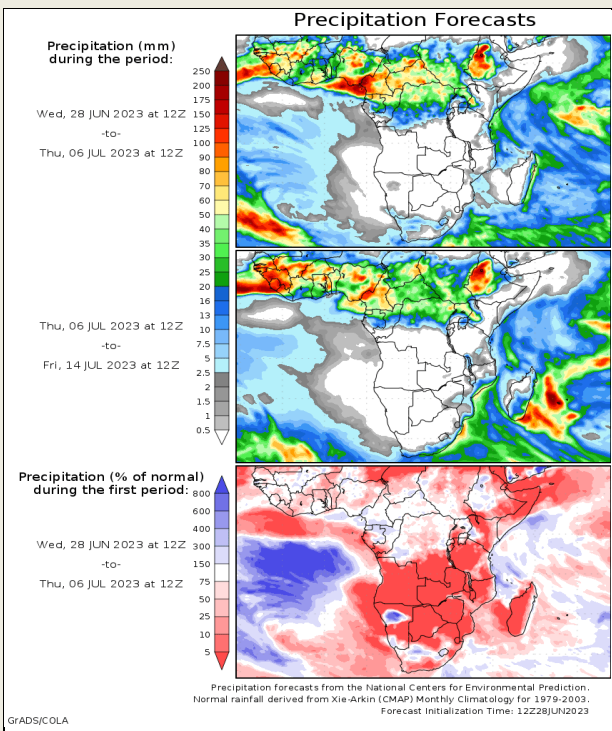 Precipitation Forecasts
Precipitation (mm)
during the period:
Wed, 28 JUN 2023 at 12Z
-to-
Thu, 06 JUL 2023 at 12Z
250
200
175
150
125
100
90
80
70
60
50
40
35
30
25
20
16
13
10
7.5
5
2.5
2
1.5
1
0.5
Thu, 06 JUL 2023 at 12Z
-to-
Fri, 14 JUL 2023 at 12Z
Precipitation (% of normal)
during the first period:
Wed, 28 JUN 2023 at 12Z
-to-
Thu, 06 JUL 2023 at 12Z
800
600
400
300
150
75
50
25
10
5
Precipitation forecasts from the National Centers for Environmental Prediction.
Normal rainfall derived from Xie-Arkin (CMAP) Monthly Climatology for 1979-2003.
Forecast Initialization Time: 12Z28JUN2023
GrADS/COLA